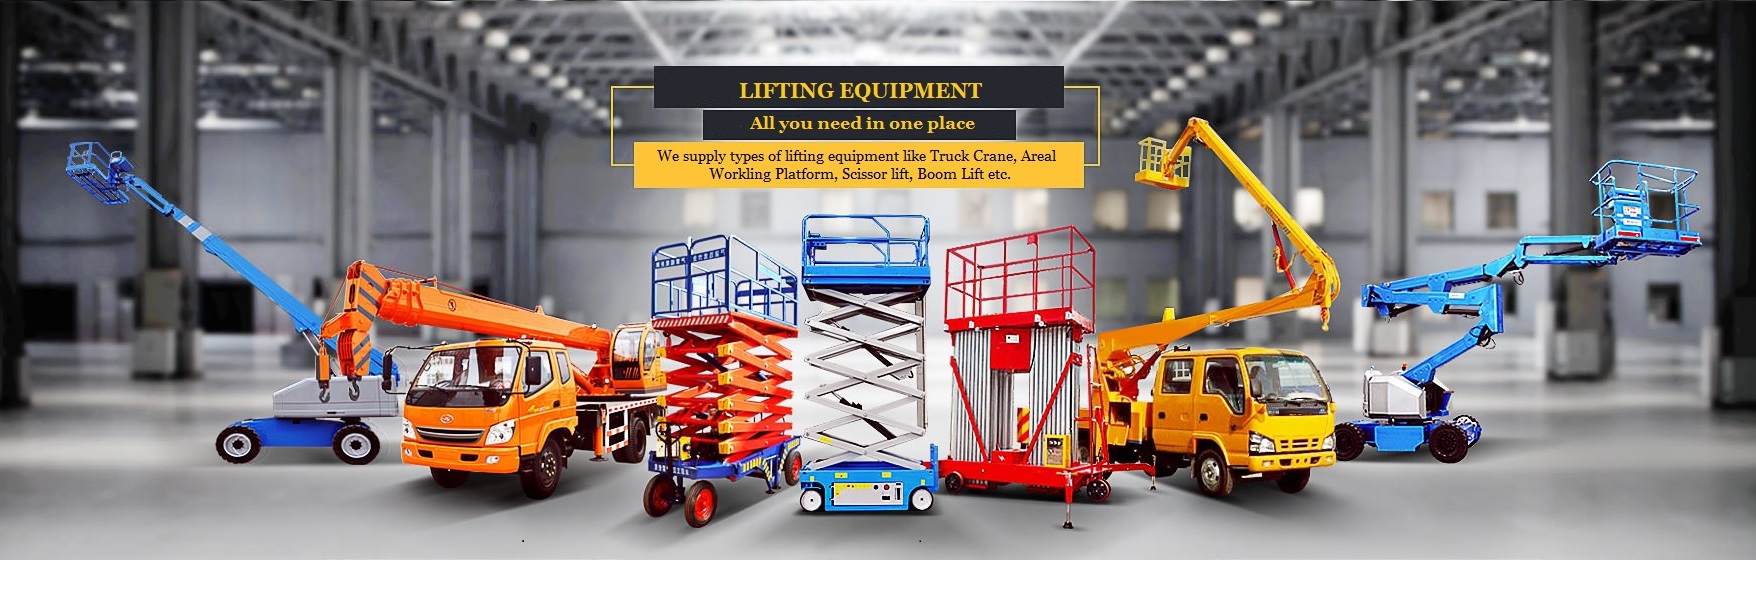 LIFTING EQUIPMENT
All you need in one place
We supply types of lifting equipment like Truck Crane, Areal
Workling Platform, Scissor lift, Boom Lift etc.